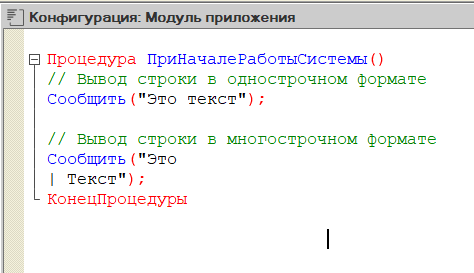 Конфигурация: Модуль приложения
Процедура ПриНачалеРаботыСистемы()
// Вывод строки в однострочном формате
Сообщить("Это текст");
// Вывод строки в многострочном формате
Сообщить("Это
| Текст");
КонецПроцедуры